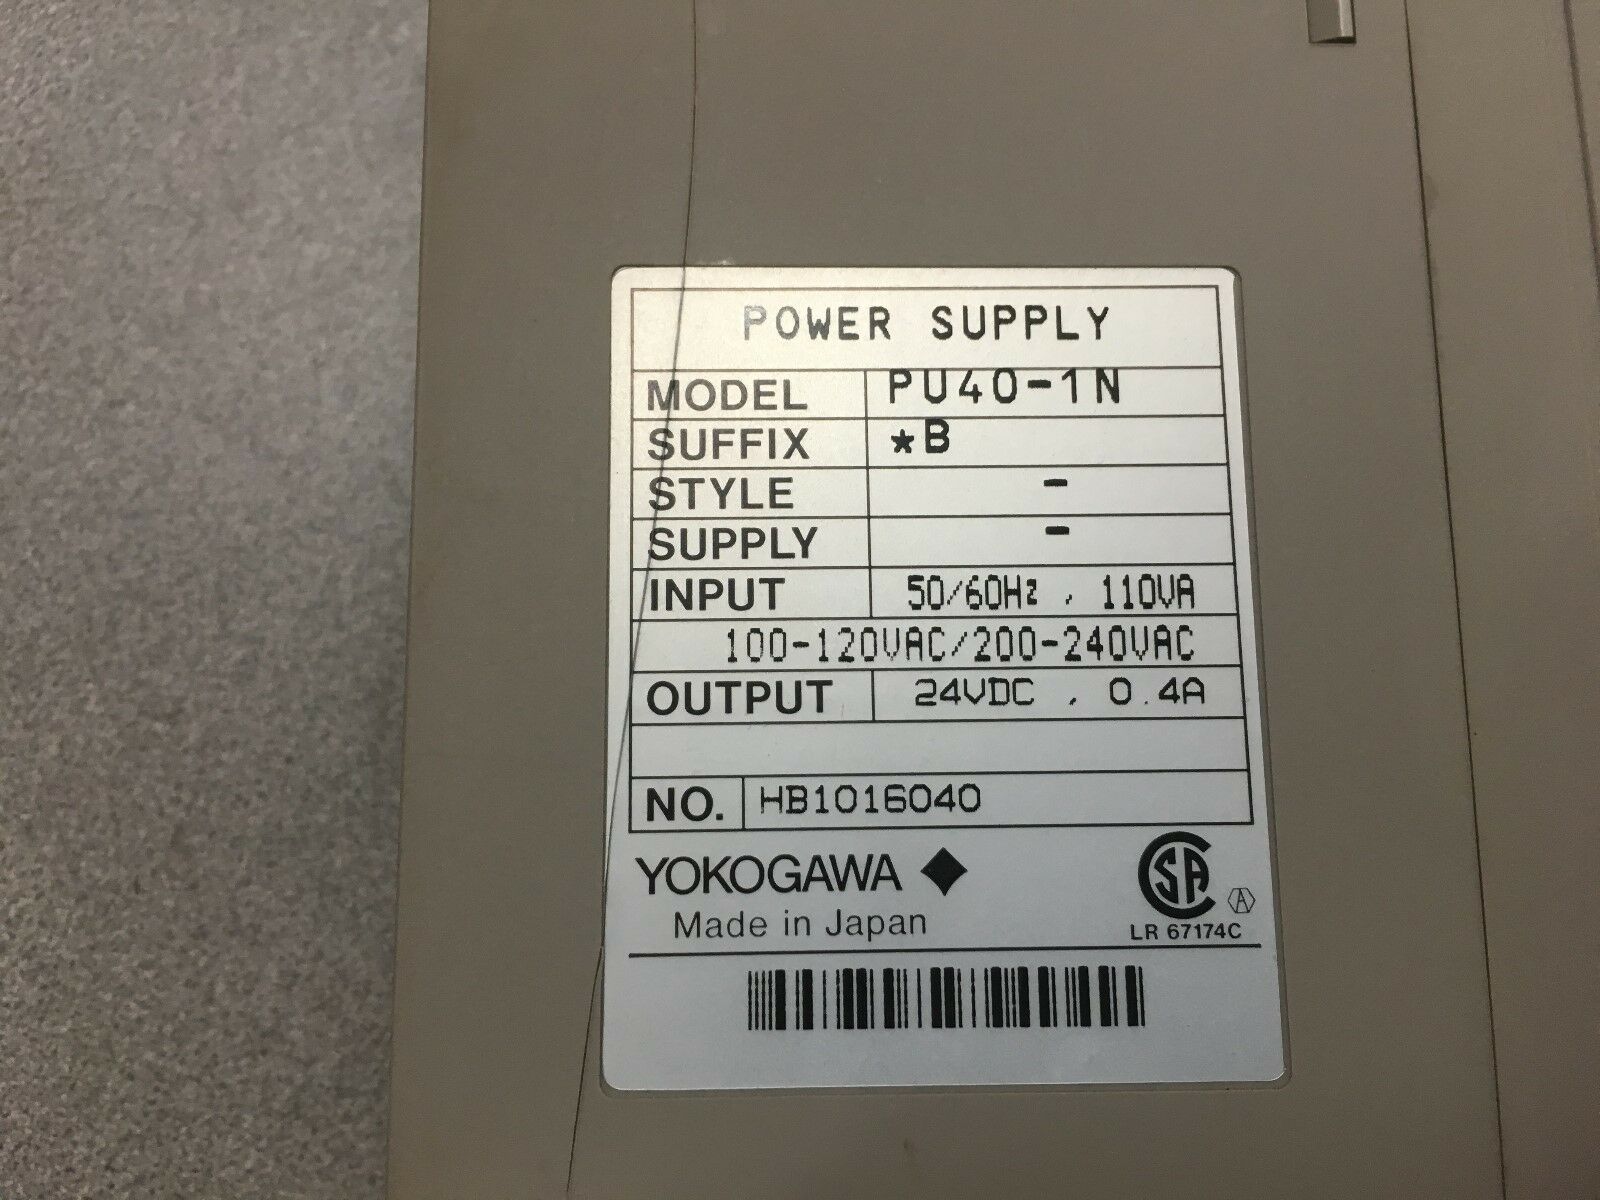 POWER SUPPLY
MODEL PU40-1N
SUFFIX *B
STYLE -
SUPPLY -
INPUT 50/60Hz , 110VA
100-120VAC/200-240VAC
OUTPUT 24VDC , 0.4A
NO. HB1016040
YOKOGAWA
Made in Japan
SA
A
LR 67174C